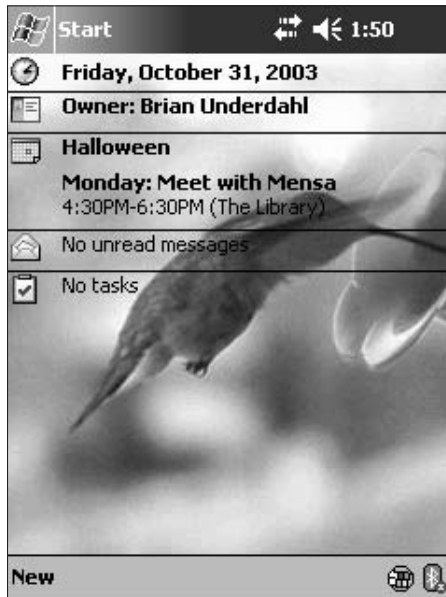 Start 1:50
Friday, October 31, 2003
Owner: Brian Underdahl
Halloween
Monday: Meet with Mensa
4:30PM-6:30PM (The Library)
No unread messages
No tasks
New